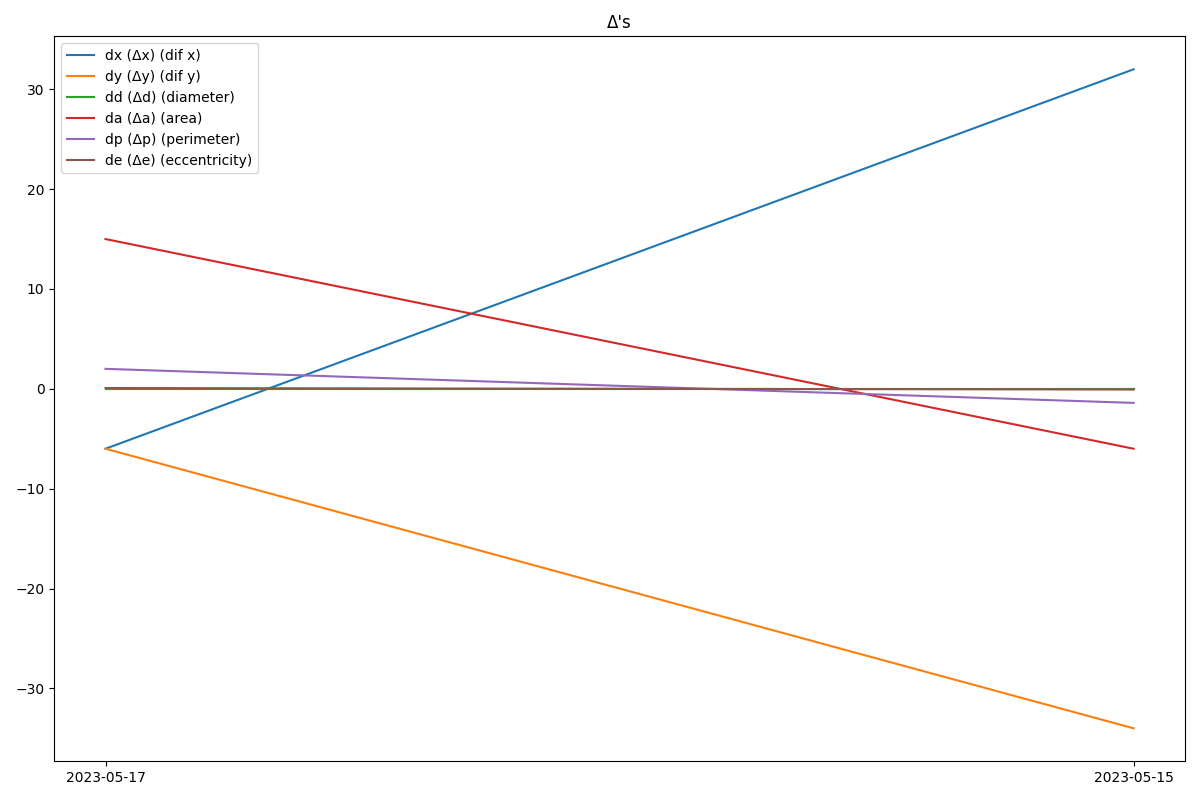 Δ's
dx (Δx) (dif x)
dy (Δy) (dif y)
dd (Δd) (diameter)
da (Δa) (area)
dp (Δp) (perimeter)
de (Δe) (eccentricity)
30
20
10
0
−10
−20
−30
2023-05-17
2023-05-15